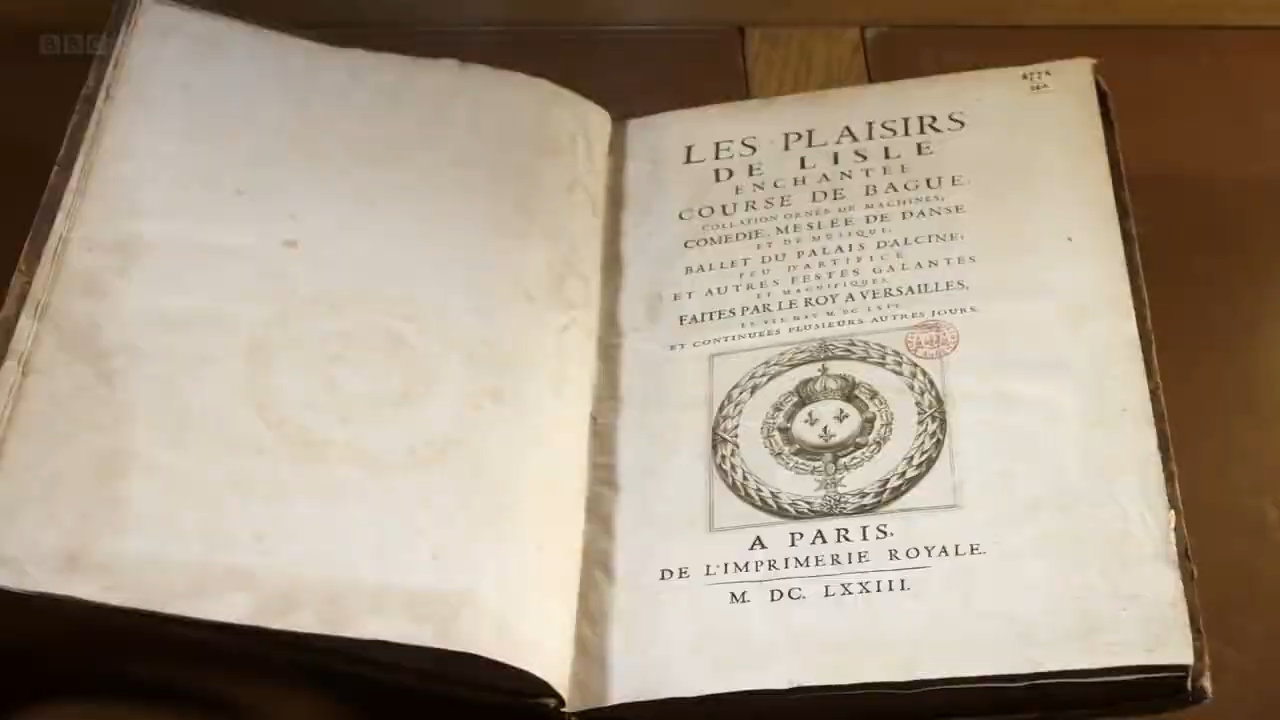 BBC
LES PLAISIRS
DE LISLE
ENCHANTÉE
COURSE DE BAGUE,
COLLATION ORNÉE DE MACHINES,
COMEDIE, MESLÉE DE DANSE
ET DE MUSIQUE,
BALLET DU PALAIS D'ALCINE;
FEU D'ARTIFICE
ET AUTRES FESTES GALANTES
ET MAGNIFIQUES,
FAITES PAR LE ROY A VERSAILLES,
ET CONTINUÉES PLUSIEURS AUTRES JOURS.
A PARIS,
DE L'IMPRIMERIE ROYALE.
M. DC. LXXIII.